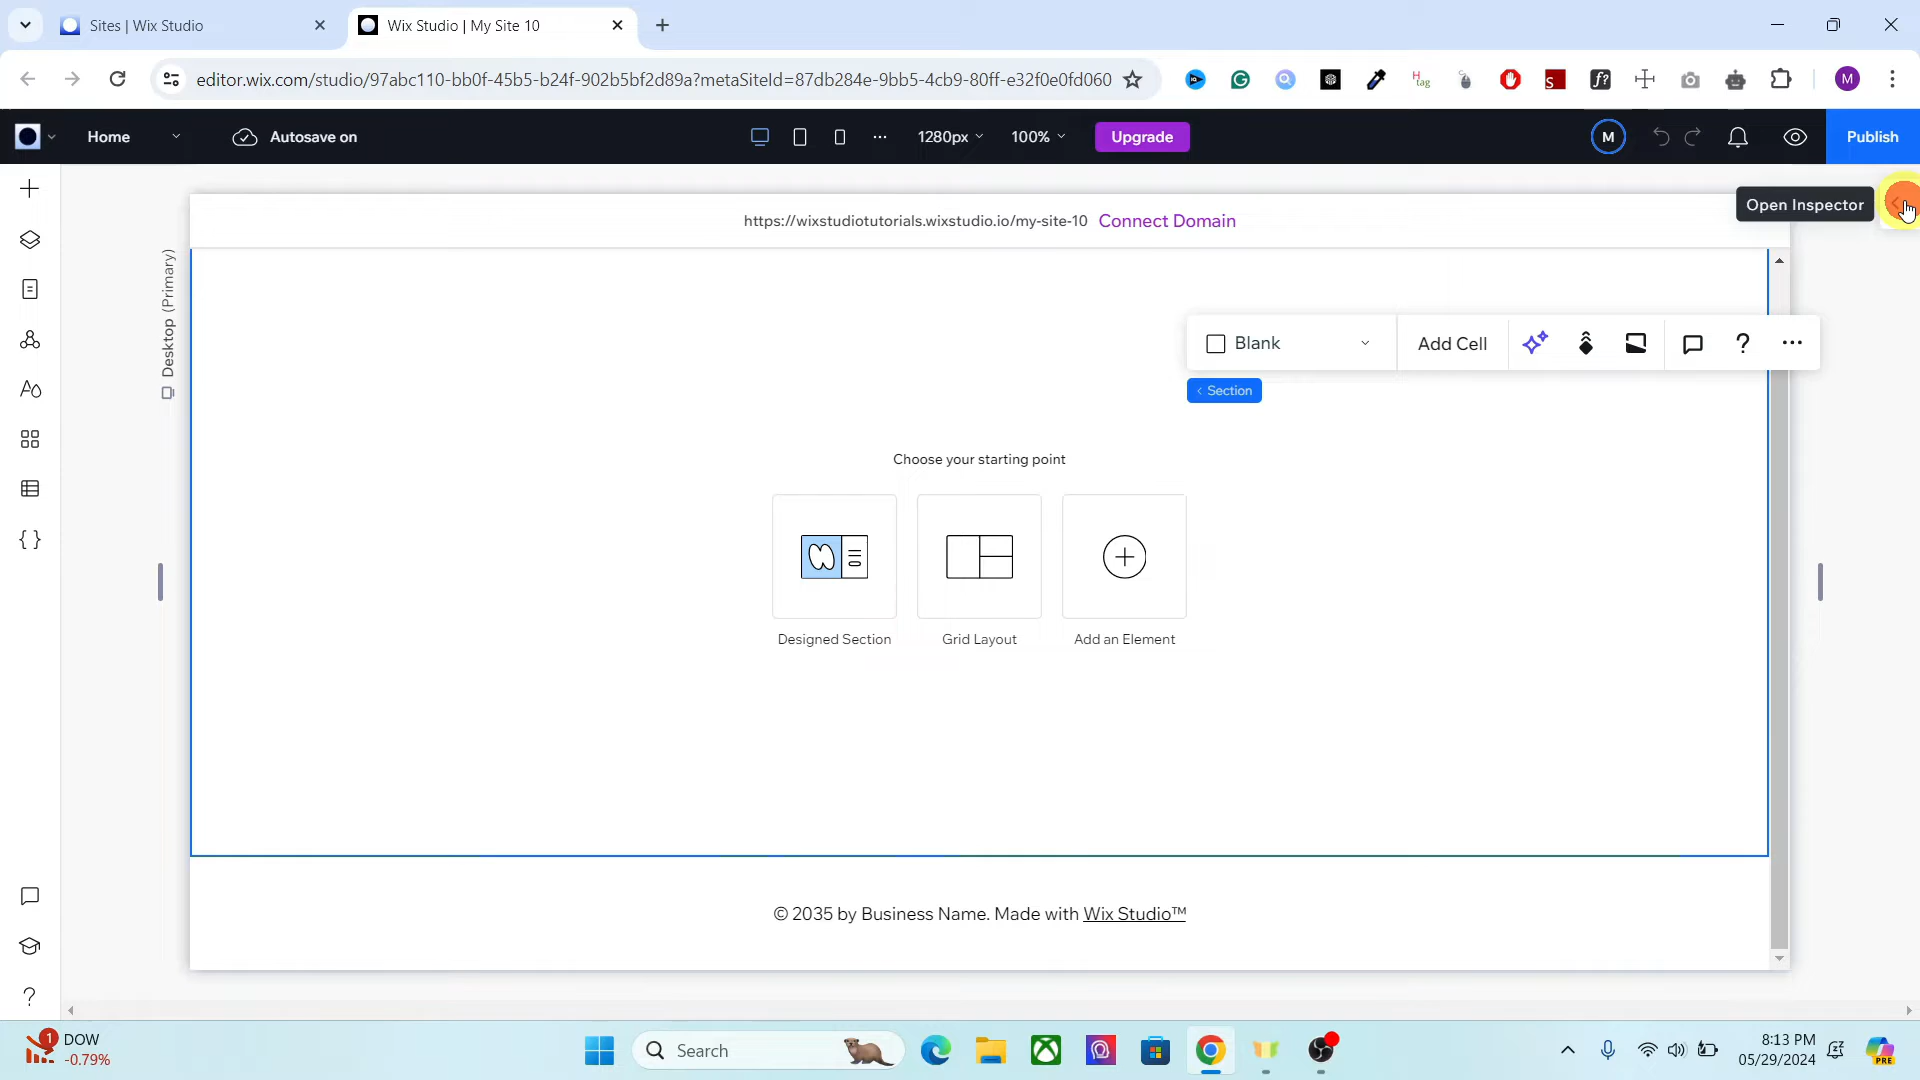 Sites | Wix Studio
Wix Studio | My Site 10
editor.wix.com/studio/97abc110-bb0f-45b5-b24f-902b5bf2d89a?metaSiteId=87db284e-9bb5-4cb9-80ff-e32f0e0fd060
H
tag
S
f?
M
Home
Autosave on
1280px
100%
Upgrade
M
Publish
Open Inspector
https://wixstudiotutorials.wixstudio.io/my-site-10 Connect Domain
Desktop (Primary)
Blank
Add Cell
?
< Section
Choose your starting point
Designed Section
Grid Layout
Add an Element
© 2035 by Business Name. Made with Wix Studio™
?
1
DOW
-0.79%
Search
8:13 PM
05/29/2024
PRE